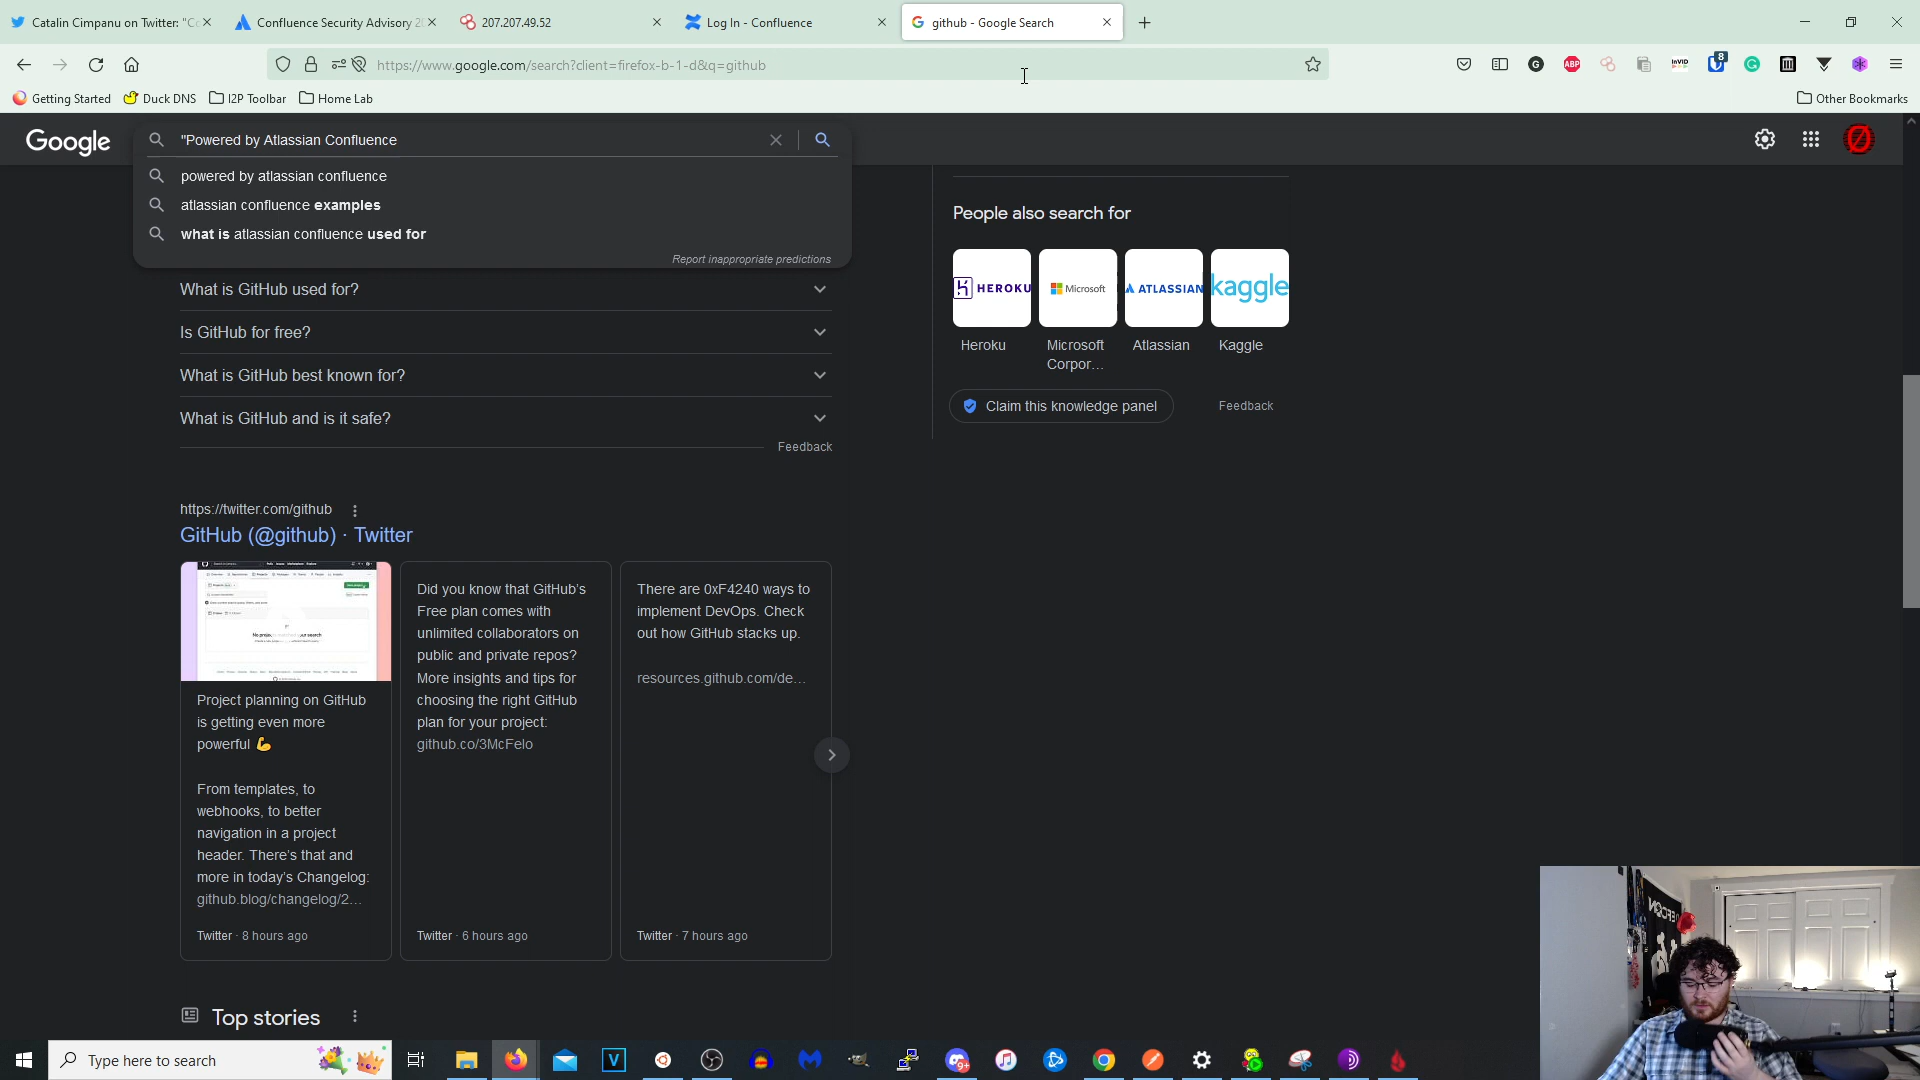 Catalin Cimpanu on Twitter: "Co
Confluence Security Advisory 20
207.207.49.52
Log In - Confluence
github - Google Search
https://www.google.com/search?client=firefox-b-1-d&q=github
Getting Started
Duck DNS
I2P Toolbar
Home Lab
Other Bookmarks
Google
"Powered by Atlassian Confluence
powered by atlassian confluence
atlassian confluence examples
what is atlassian confluence used for
Report inappropriate predictions
What is GitHub used for?
Is GitHub for free?
What is GitHub best known for?
What is GitHub and is it safe?
Feedback
People also search for
HEROKU
Microsoft
ATLASSIAN
kaggle
Heroku
Microsoft
Corpor...
Atlassian
Kaggle
Claim this knowledge panel
Feedback
https://twitter.com/github
GitHub (@github) · Twitter
Project planning on GitHub
is getting even more
powerful 💪
From templates, to
webhooks, to better
navigation in a project
header. There's that and
more in today's Changelog:
github.blog/changelog/2...
Twitter · 8 hours ago
Did you know that GitHub's
Free plan comes with
unlimited collaborators on
public and private repos?
More insights and tips for
choosing the right GitHub
plan for your project:
github.co/3McFelo
Twitter · 6 hours ago
There are 0xF4240 ways to
implement DevOps. Check
out how GitHub stacks up.
resources.github.com/de...
Twitter · 7 hours ago
Top stories
Type here to search